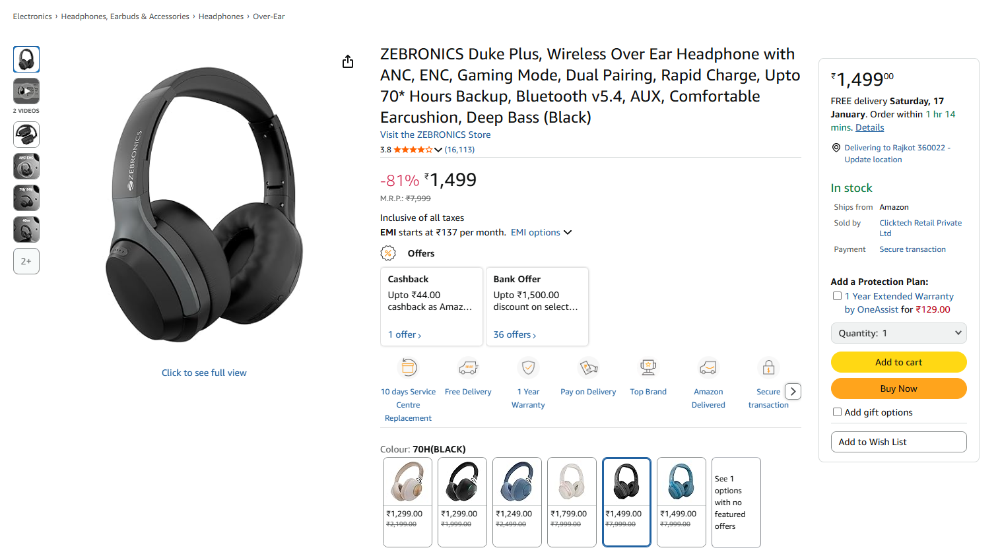 Electronics › Headphones, Earbuds & Accessories › Headphones › Over-Ear
2 VIDEOS
2+
ZEBRONICS
Click to see full view
ZEBRONICS Duke Plus, Wireless Over Ear Headphone with
ANC, ENC, Gaming Mode, Dual Pairing, Rapid Charge, Upto
70* Hours Backup, Bluetooth v5.4, AUX, Comfortable
Earcushion, Deep Bass (Black)
Visit the ZEBRONICS Store
3.8 (16,113)
-81% ₹1,499
M.R.P.: ₹7,999
Inclusive of all taxes
EMI starts at ₹137 per month. EMI options
Offers
Cashback
Upto ₹44.00
cashback as Amaz...
1 offer ›
Bank Offer
Upto ₹1,500.00
discount on select...
36 offers ›
10 days Service
Centre
Replacement
Free Delivery
1 Year
Warranty
Pay on Delivery
Top Brand
Amazon
Delivered
Secure
transaction
Colour: 70H(BLACK)
₹1,299.00
₹2,199.00
₹1,299.00
₹1,999.00
₹1,249.00
₹2,499.00
₹1,799.00
₹7,999.00
₹1,499.00
₹7,999.00
₹1,499.00
₹7,999.00
See 1
options
with no
featured
offers
₹1,499.00
FREE delivery Saturday, 17
January. Order within 1 hr 14
mins. Details
Delivering to Rajkot 360022 -
Update location
In stock
Ships from Amazon
Sold by Clicktech Retail Private
Ltd
Payment Secure transaction
Add a Protection Plan:
1 Year Extended Warranty
by OneAssist for ₹129.00
Quantity: 1
Add to cart
Buy Now
Add gift options
Add to Wish List